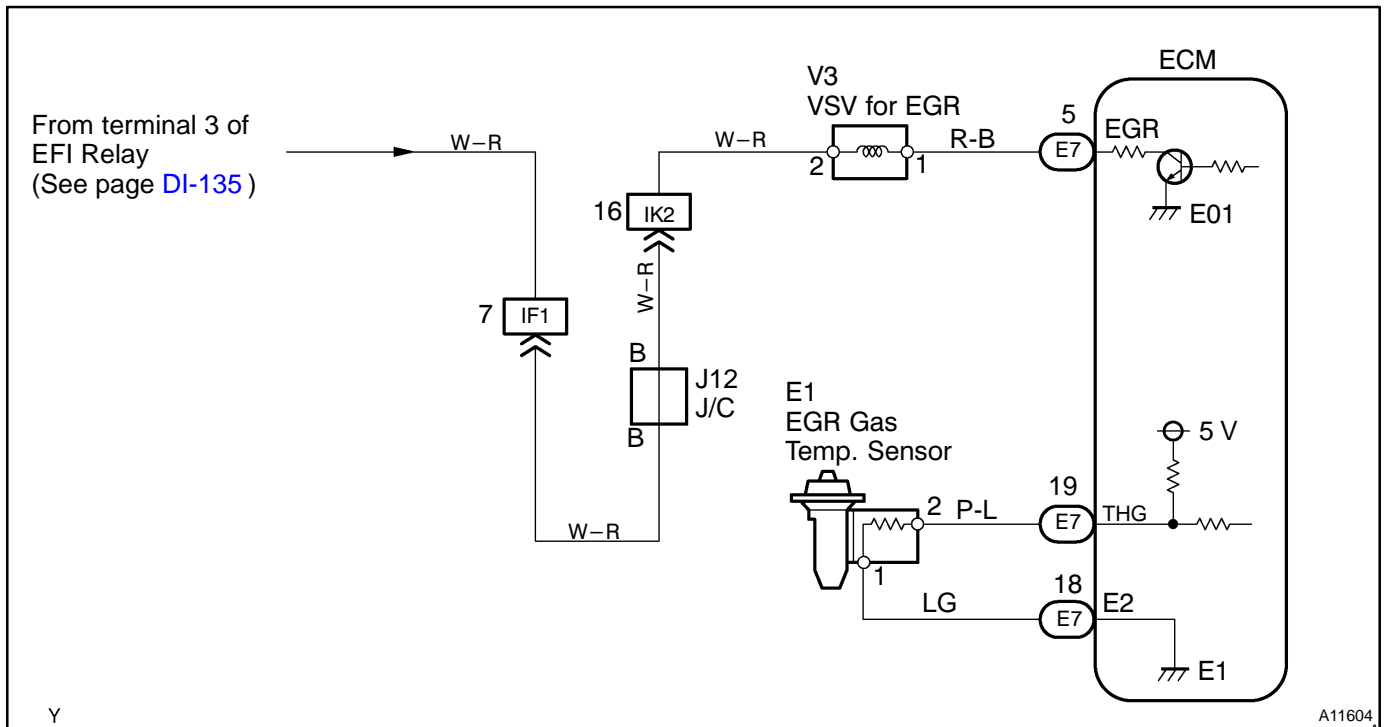 ECM
V3
VSV for EGR
From terminal 3 of
EFI Relay
(See page DI-135 )
W–R
W–R
2
1
R-B
5
E7
EGR
E01
16
IK2
W–R
7
IF1
B
J12
J/C
B
W–R
E1
EGR Gas
Temp. Sensor
5 V
2
P-L
19
E7
THG
1
LG
18
E7
E2
E1
Y
A11604